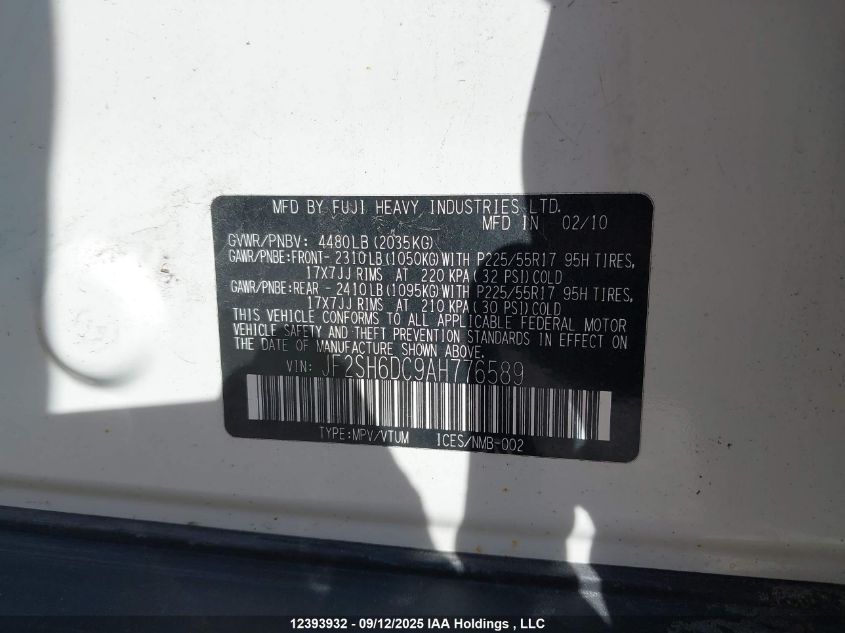 MFD BY FUJI HEAVY INDUSTRIES LTD.
MFD IN 02/10
GVWR/PNBV: 4480LB (2035KG)
GAWR/PNBE:FRONT- 2310LB (1050KG) WITH P225/55R17 95H TIRES,
17X7JJ RIMS AT 220 KPA (32 PSI) COLD
GAWR/PNBE:REAR - 2410LB (1095KG) WITH P225/55R17 95H TIRES,
17X7JJ RIMS AT 210 KPA (30 PSI) COLD
THIS VEHICLE CONFORMS TO ALL APPLICABLE FEDERAL MOTOR
VEHICLE SAFETY AND THEFT PREVENTION STANDARDS IN EFFECT ON
THE DATE OF MANUFACTURE SHOWN ABOVE.
VIN: JF2SH6DC9AH776589
TYPE:MPV/VTUM ICES/NMB-002
12393932 - 09/12/2025 IAA Holdings , LLC